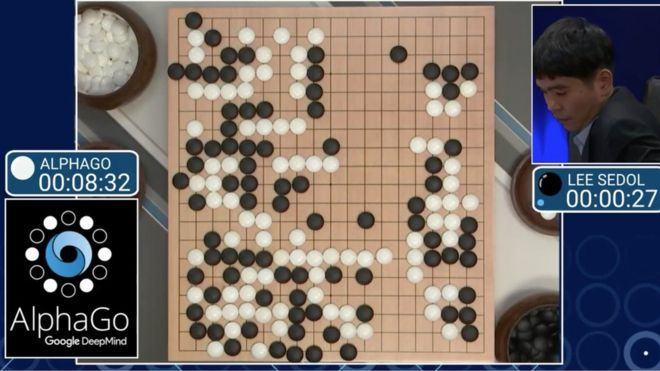 ALPHAGO
00:08:32
LEE SEDOL
00:00:27
AlphaGo
Google DeepMind